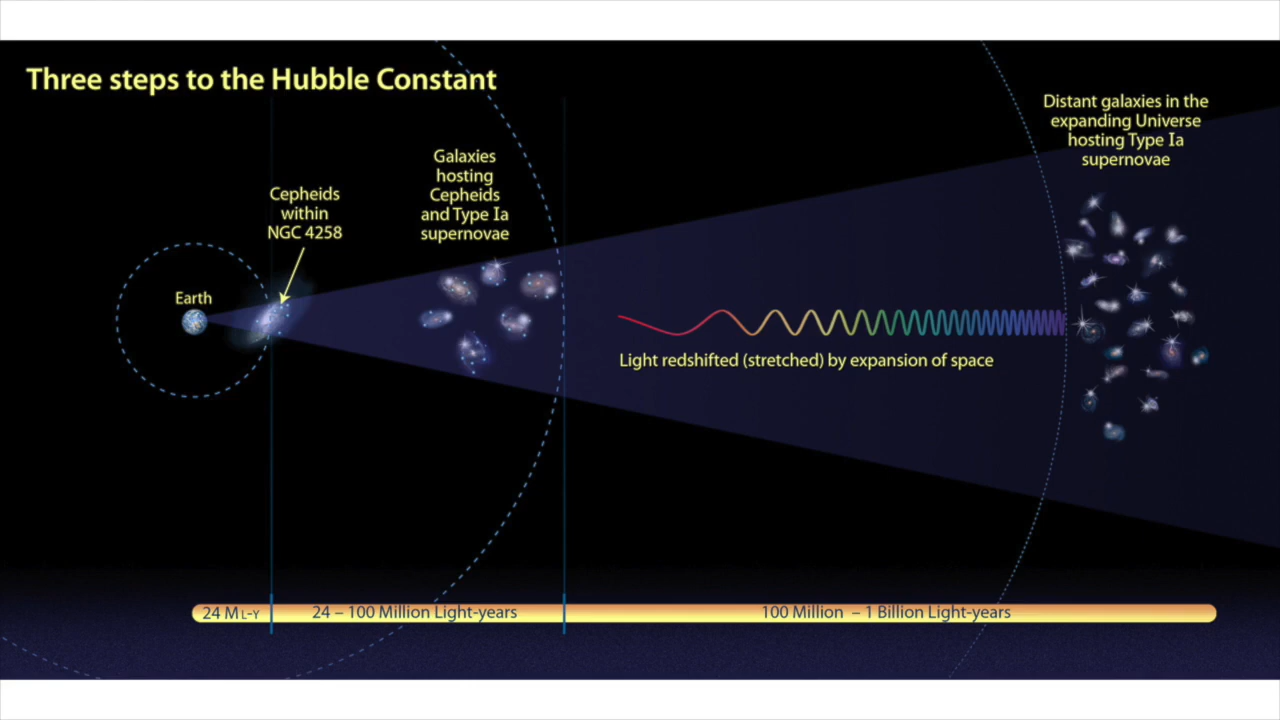 Three steps to the Hubble Constant
Distant galaxies in the
expanding Universe
hosting Type Ia
supernovae
Galaxies
hosting
Cepheids
and Type Ia
supernovae
Cepheids
within
NGC 4258
Earth
Light redshifted (stretched) by expansion of space
24 M L-Y
24 – 100 Million Light-years
100 Million – 1 Billion Light-years